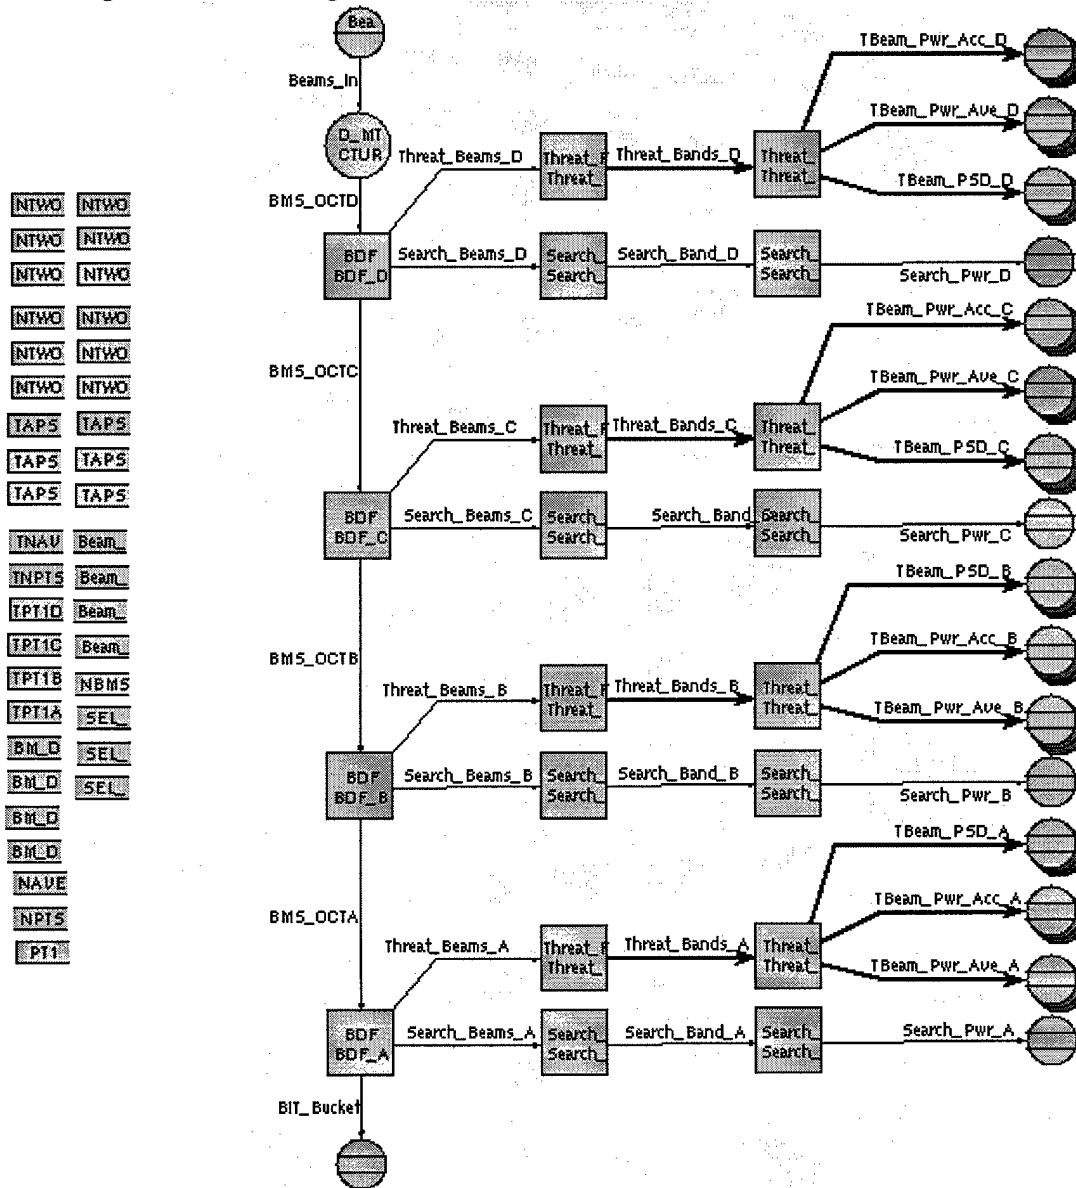 Bea
Beams_In
D_MT
CTUR
BMS_OCTD
Threat_Beams_D
Threat_F
Threat_
Threat_Bands_D
Threat_
Threat_
TBeam_Pwr_Acc_D
TBeam_Pwr_Ave_D
TBeam_PSD_D
BDF
BDF_D
Search_Beams_D
Search_
Search_
Search_Band_D
Search_
Search_
Search_Pwr_D
BMS_OCTC
Threat_Beams_C
Threat_F
Threat_
Threat_Bands_C
Threat_
Threat_
TBeam_Pwr_Acc_C
TBeam_Pwr_Ave_C
TBeam_PSD_C
BDF
BDF_C
Search_Beams_C
Search_
Search_
Search_Band_
Search_
Search_
Search_Pwr_C
BMS_OCTB
Threat_Beams_B
Threat_F
Threat_
Threat_Bands_B
Threat_
Threat_
TBeam_PSD_B
TBeam_Pwr_Acc_B
TBeam_Pwr_Ave_B
BDF
BDF_B
Search_Beams_B
Search_
Search_
Search_Band_B
Search_
Search_
Search_Pwr_B
BMS_OCTA
Threat_Beams_A
Threat_F
Threat_
Threat_Bands_A
Threat_
Threat_
TBeam_PSD_A
TBeam_Pwr_Acc_A
TBeam_Pwr_Ave_A
BDF
BDF_A
Search_Beams_A
Search_
Search_
Search_Band_A
Search_
Search_
Search_Pwr_A
BIT_Bucket
NTWO NTWO
NTWO NTWO
NTWO NTWO
NTWO NTWO
NTWO NTWO
NTWO NTWO
TAPS TAPS
TAPS TAPS
TAPS TAPS
TNAV Beam_
TNPTS Beam_
TPT1D Beam_
TPT1C Beam_
TPT1B NBMS
TPT1A SEL_
BM_D SEL_
BM_D SEL_
BM_D
BM_D
NAVE
NPTS
PT1